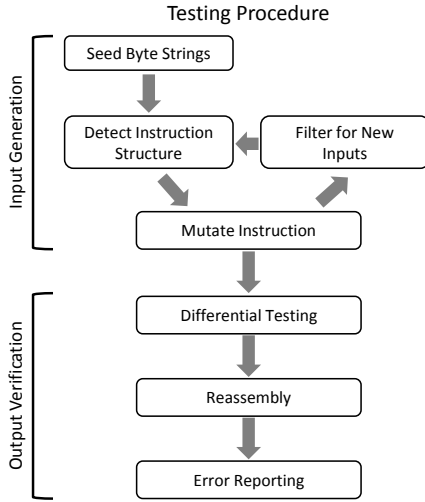 Testing Procedure
Input Generation
Seed Byte Strings
Detect Instruction
Structure
Filter for New
Inputs
Mutate Instruction
Output Verification
Differential Testing
Reassembly
Error Reporting